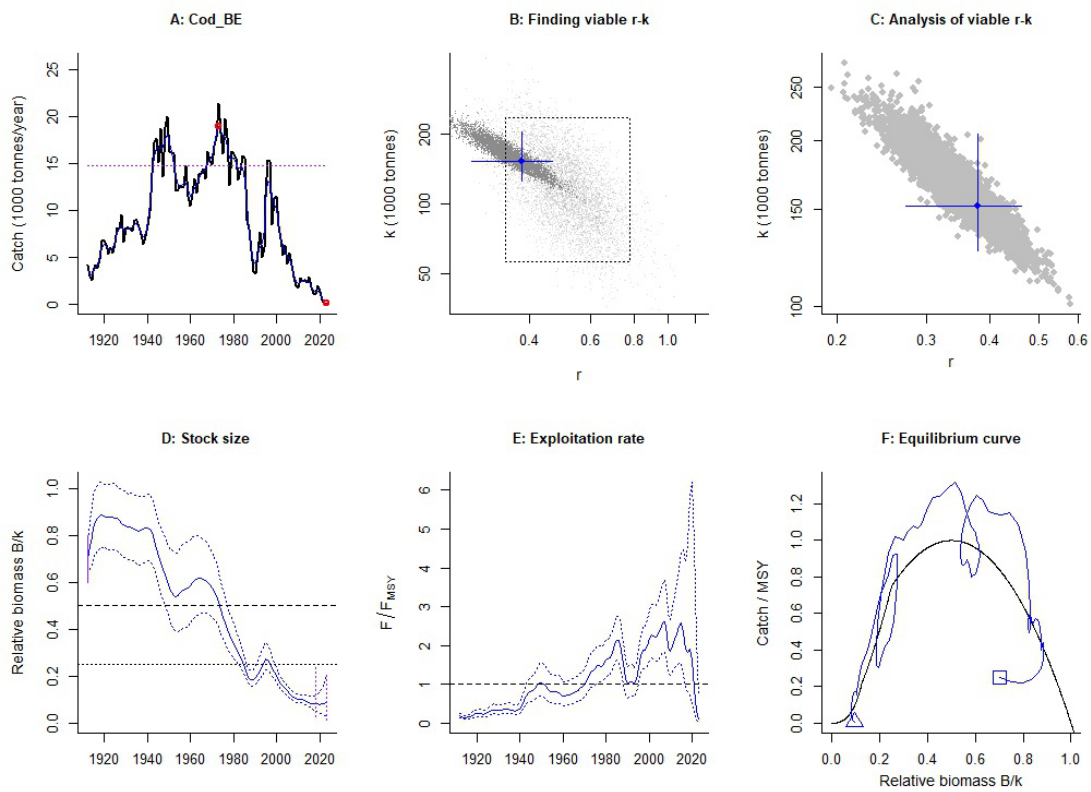 A: Cod_BE
Catch (1000 tonnes/year)
25
20
15
10
5
0
1920 1940 1960 1980 2000 2020
B: Finding viable r-k
k (1000 tonnes)
200
100
50
0.4 0.6 0.8 1.0
r
C: Analysis of viable r-k
k (1000 tonnes)
250
200
150
100
0.2 0.3 0.4 0.5 0.6
r
D: Stock size
Relative biomass B/k
1.0
0.8
0.6
0.4
0.2
0.0
1920 1940 1960 1980 2000 2020
E: Exploitation rate
F/FMSY
6
5
4
3
2
1
0
1920 1940 1960 1980 2000 2020
F: Equilibrium curve
Catch / MSY
1.2
1.0
0.8
0.6
0.4
0.2
0.0
0.0 0.2 0.4 0.6 0.8 1.0
Relative biomass B/k